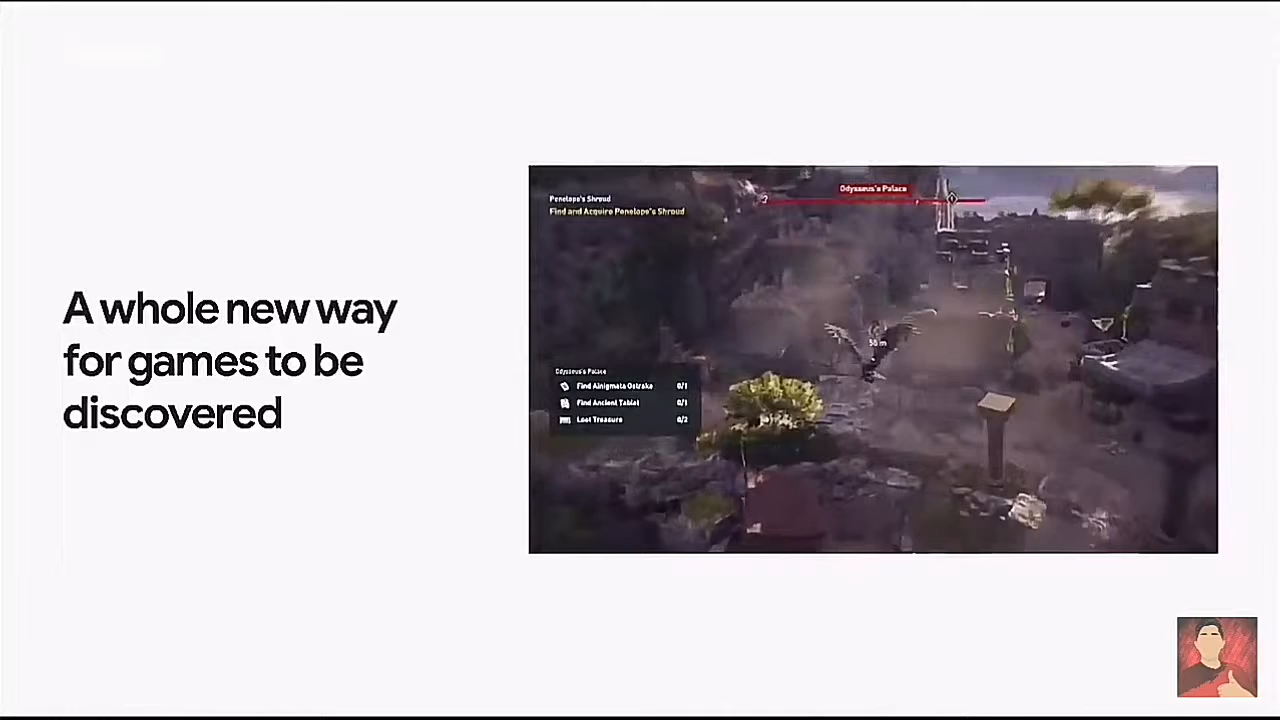 A whole new way
for games to be
discovered
Penelope's Shroud
Find and Acquire Penelope's Shroud
Odysseus's Palace
55 m
Odysseus's Palace
Find Ainigmata Ostraka 0/1
Find Ancient Tablet 0/1
Loot Treasure 0/2